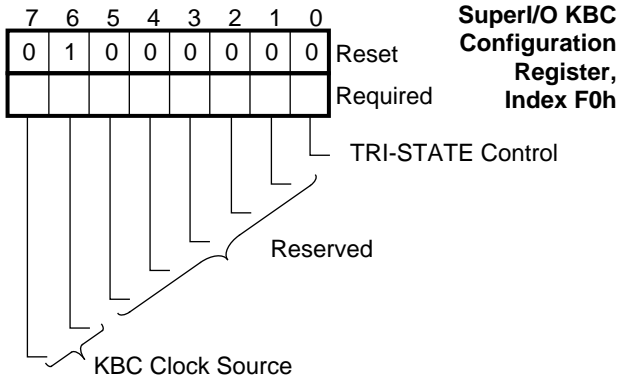 7 6 5 4 3 2 1 0
SuperI/O KBC
Configuration
Register,
Index F0h
0 1 0 0 0 0 0 0 Reset
Required
TRI-STATE Control
Reserved
KBC Clock Source